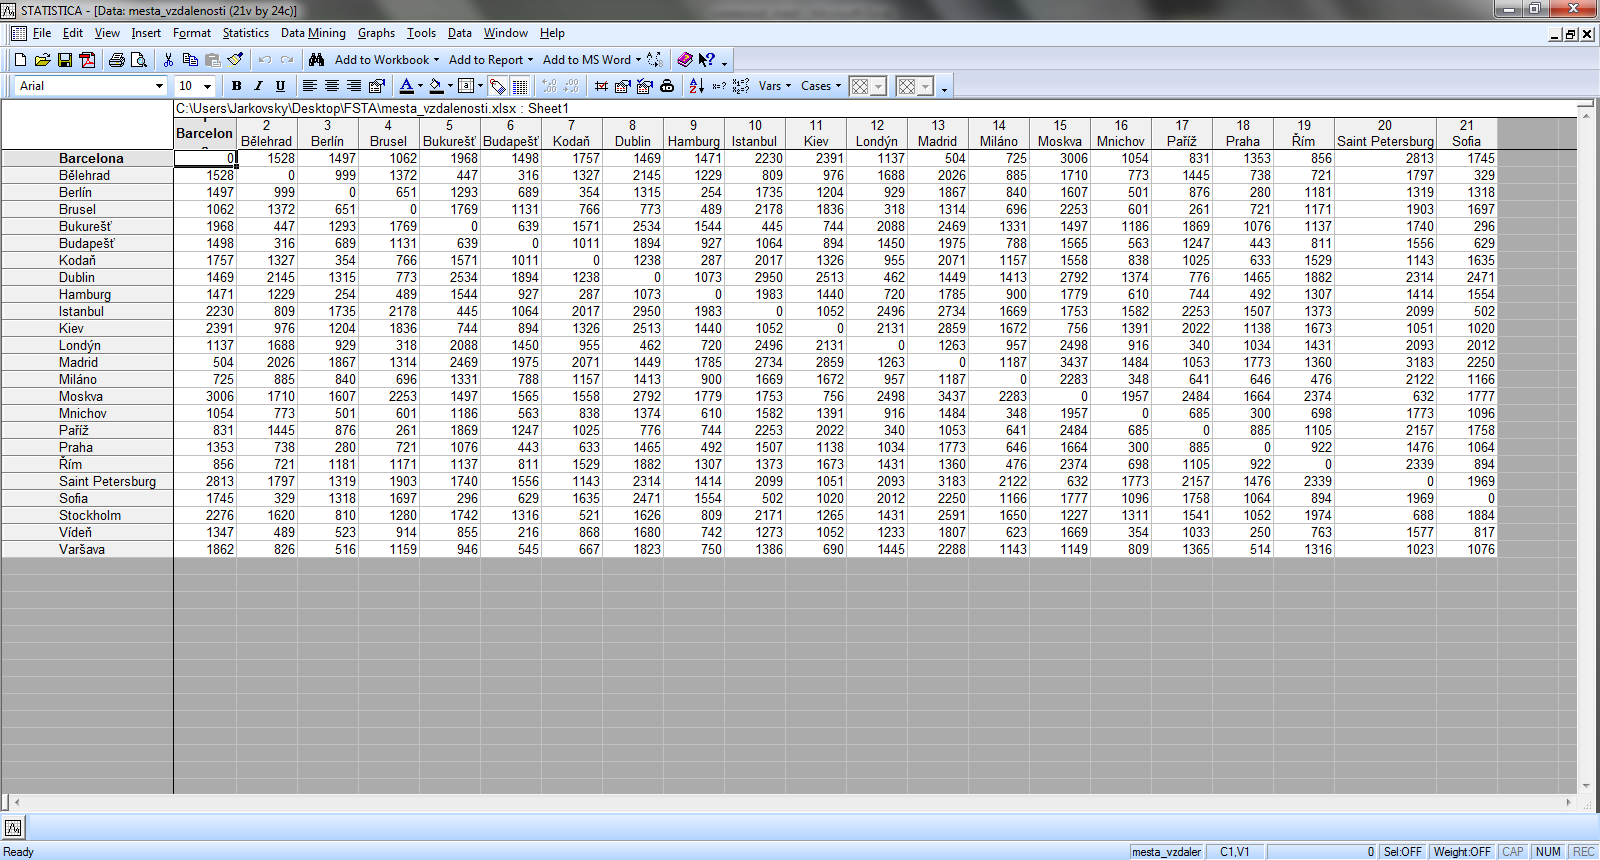 STATISTICA - [Data: mesta_vzdalenosti (21v by 24c)]
File Edit View Insert Format Statistics Data Mining Graphs Tools Data Window Help
Add to Workbook Add to Report Add to MS Word
Arial 10 B I U Vars Cases
C:\Users\Jarkovsky\Desktop\FSTA\mesta_vzdalenosti.xlsx : Sheet1
2 3 4 5 6 7 8 9 10 11 12 13 14 15 16 17 18 19 20 21
Barcelon Bělehrad Berlín Brusel Bukurešť Budapešť Kodaň Dublin Hamburg Istanbul Kiev Londýn Madrid Miláno Moskva Mnichov Paříž Praha Řím Saint Petersburg Sofia
Barcelona 0 1528 1497 1062 1968 1498 1757 1469 1471 2230 2391 1137 504 725 3006 1054 831 1353 856 2813 1745
Bělehrad 1528 0 999 1372 447 316 1327 2145 1229 809 976 1688 2026 885 1710 773 1445 738 721 1797 329
Berlín 1497 999 0 651 1293 689 354 1315 254 1735 1204 929 1867 840 1607 501 876 280 1181 1319 1318
Brusel 1062 1372 651 0 1769 1131 766 773 489 2178 1836 318 1314 696 2253 601 261 721 1171 1903 1697
Bukurešť 1968 447 1293 1769 0 639 1571 2534 1544 445 744 2088 2469 1331 1497 1186 1869 1076 1137 1740 296
Budapešť 1498 316 689 1131 639 0 1011 1894 927 1064 894 1450 1975 788 1565 563 1247 443 811 1556 629
Kodaň 1757 1327 354 766 1571 1011 0 1238 287 2017 1326 955 2071 1157 1558 838 1025 633 1529 1143 1635
Dublin 1469 2145 1315 773 2534 1894 1238 0 1073 2950 2513 462 1449 1413 2792 1374 776 1465 1882 2314 2471
Hamburg 1471 1229 254 489 1544 927 287 1073 0 1983 1440 720 1785 900 1779 610 744 492 1307 1414 1554
Istanbul 2230 809 1735 2178 445 1064 2017 2950 1983 0 1052 2496 2734 1669 1753 1582 2253 1507 1373 2099 502
Kiev 2391 976 1204 1836 744 894 1326 2513 1440 1052 0 2131 2859 1672 756 1391 2022 1138 1673 1051 1020
Londýn 1137 1688 929 318 2088 1450 955 462 720 2496 2131 0 1263 957 2498 916 340 1034 1431 2093 2012
Madrid 504 2026 1867 1314 2469 1975 2071 1449 1785 2734 2859 1263 0 1187 3437 1484 1053 1773 1360 3183 2250
Miláno 725 885 840 696 1331 788 1157 1413 900 1669 1672 957 1187 0 2283 348 641 646 476 2122 1166
Moskva 3006 1710 1607 2253 1497 1565 1558 2792 1779 1753 756 2498 3437 2283 0 1957 2484 1664 2374 632 1777
Mnichov 1054 773 501 601 1186 563 838 1374 610 1582 1391 916 1484 348 1957 0 685 300 698 1773 1096
Paříž 831 1445 876 261 1869 1247 1025 776 744 2253 2022 340 1053 641 2484 685 0 885 1105 2157 1758
Praha 1353 738 280 721 1076 443 633 1465 492 1507 1138 1034 1773 646 1664 300 885 0 922 1476 1064
Řím 856 721 1181 1171 1137 811 1529 1882 1307 1373 1673 1431 1360 476 2374 698 1105 922 0 2339 894
Saint Petersburg 2813 1797 1319 1903 1740 1556 1143 2314 1414 2099 1051 2093 3183 2122 632 1773 2157 1476 2339 0 1969
Sofia 1745 329 1318 1697 296 629 1635 2471 1554 502 1020 2012 2250 1166 1777 1096 1758 1064 894 1969 0
Stockholm 2276 1620 810 1280 1742 1316 521 1626 809 2171 1265 1431 2591 1650 1227 1311 1541 1052 1974 688 1884
Vídeň 1347 489 523 914 855 216 868 1680 742 1273 1052 1233 1807 623 1669 354 1033 250 763 1577 817
Varšava 1862 826 516 1159 946 545 667 1823 750 1386 690 1445 2288 1143 1149 809 1365 514 1316 1023 1076
Ready mesta_vzdaler C1,V1 0 Sel:OFF Weight:OFF CAP NUM REC